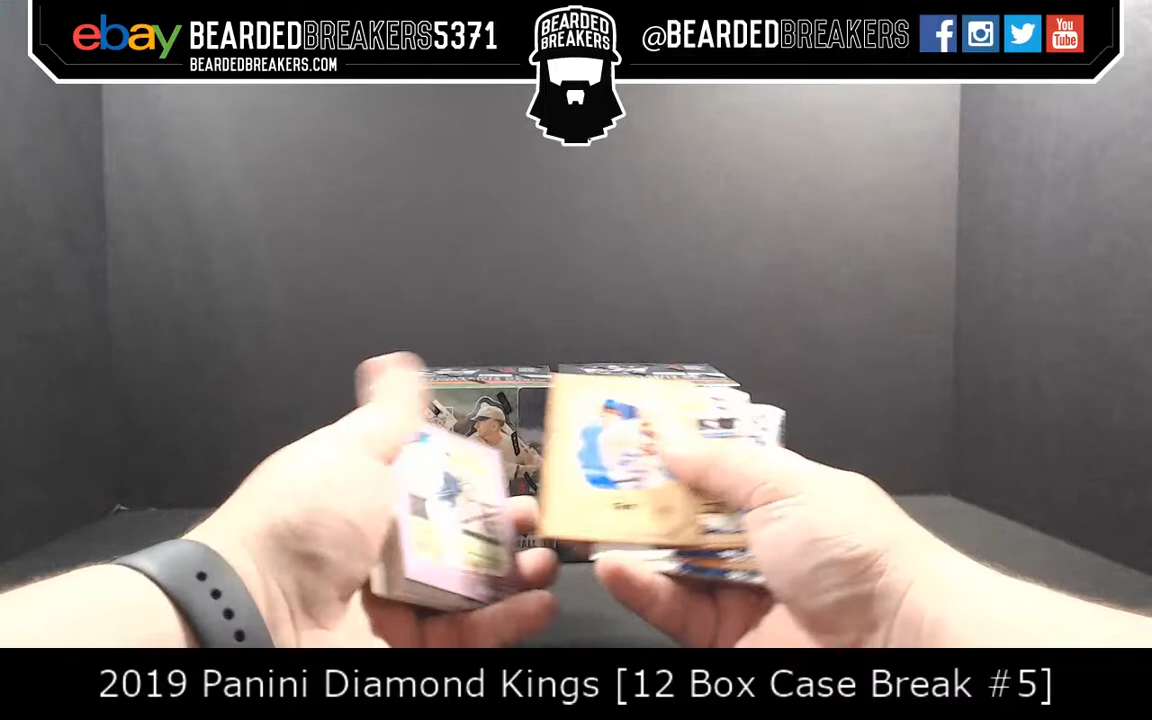 ebay BEARDEDBREAKERS5371
BEARDEDBREAKERS.COM
BEARDED
BREAKERS
@BEARDEDBREAKERS
You
Tube
2019 Panini Diamond Kings [12 Box Case Break #5]